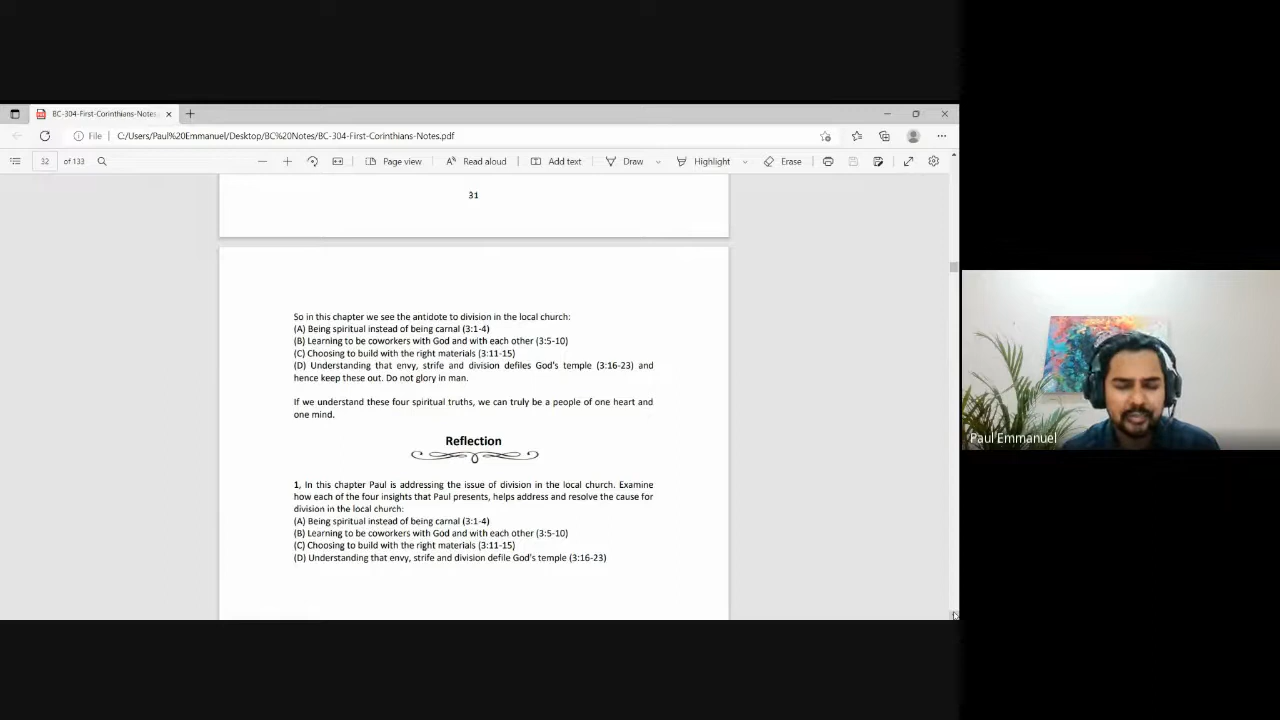 BC-304-First-Corinthians-Notes
File C:/Users/Paul%20Emmanuel/Desktop/BC%20Notes/BC-304-First-Corinthians-Notes.pdf
32 of 133 Page view Read aloud Add text Draw Highlight Erase
31
So in this chapter we see the antidote to division in the local church:
(A) Being spiritual instead of being carnal (3:1-4)
(B) Learning to be coworkers with God and with each other (3:5-10)
(C) Choosing to build with the right materials (3:11-15)
(D) Understanding that envy, strife and division defiles God's temple (3:16-23) and
hence keep these out. Do not glory in man.
If we understand these four spiritual truths, we can truly be a people of one heart and
one mind.
Reflection
1, In this chapter Paul is addressing the issue of division in the local church. Examine
how each of the four insights that Paul presents, helps address and resolve the cause for
division in the local church:
(A) Being spiritual instead of being carnal (3:1-4)
(B) Learning to be coworkers with God and with each other (3:5-10)
(C) Choosing to build with the right materials (3:11-15)
(D) Understanding that envy, strife and division defile God's temple (3:16-23)
Paul Emmanuel